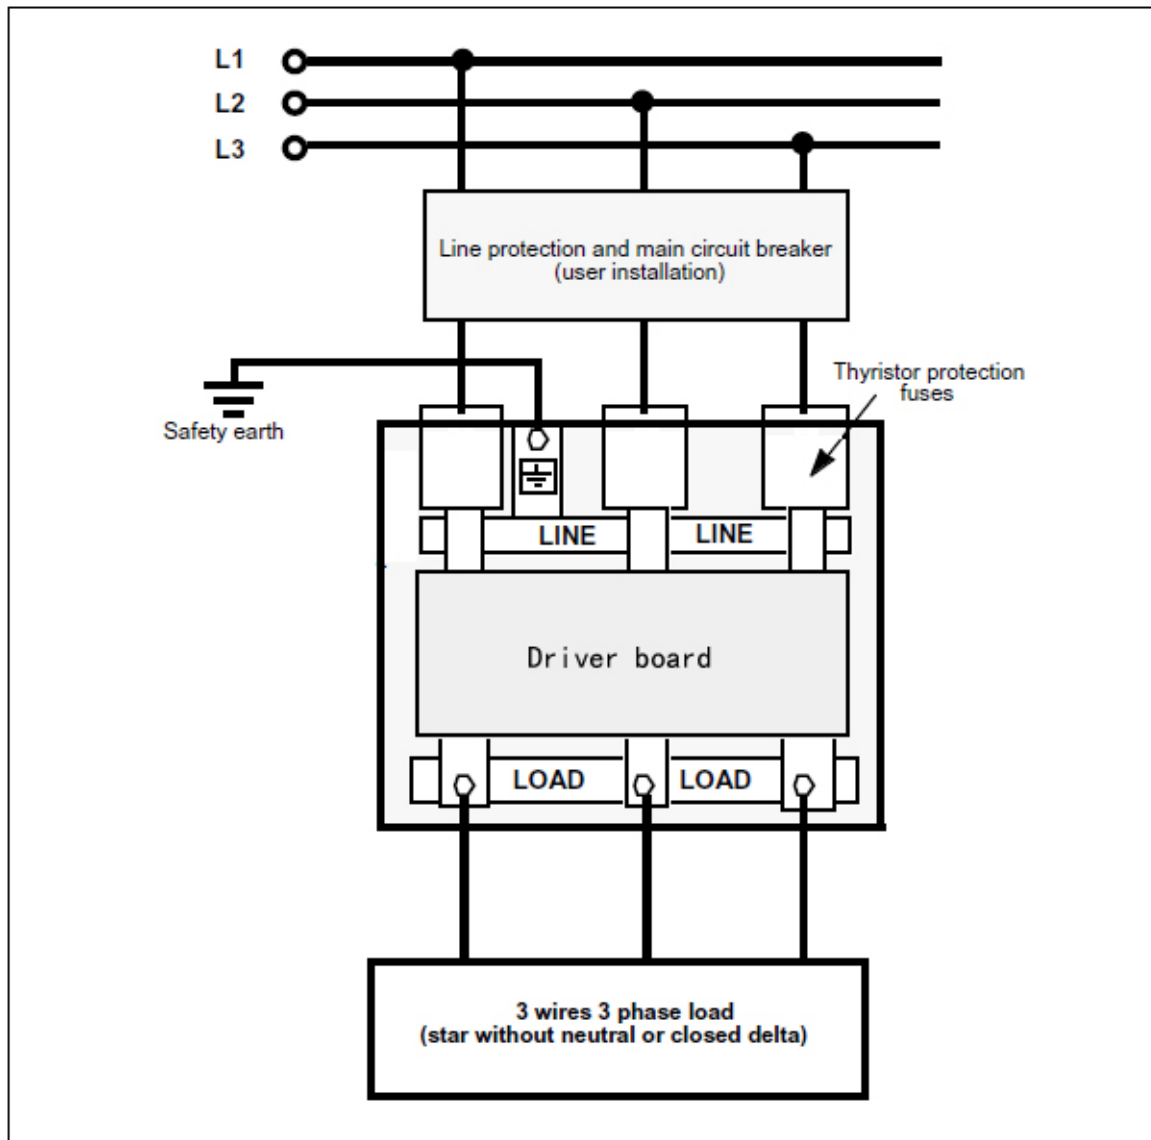 L1
L2
L3
Line protection and main circuit breaker
(user installation)
Thyristor protection
fuses
Safety earth
LINE
LINE
Driver board
LOAD
LOAD
3 wires 3 phase load
(star without neutral or closed delta)